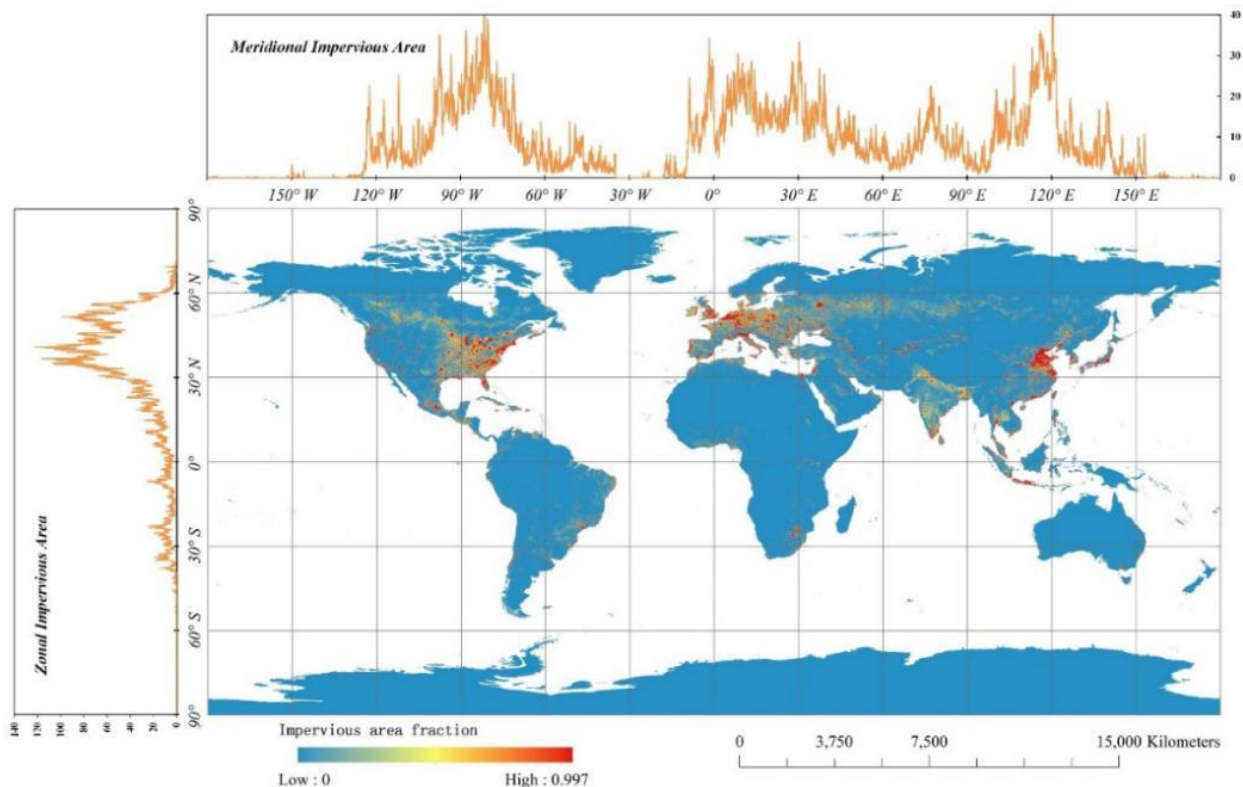 Meridional Impervious Area
40
30
20
10
0
150° W 120° W 90° W 60° W 30° W 0° 30° E 60° E 90° E 120° E 150° E
90°
60° N
30° N
0°
30° S
60° S
90°
Zonal Impervious Area
140 120 100 80 60 40 20 0
Impervious area fraction
Low : 0 High : 0.997
0 3,750 7,500 15,000 Kilometers